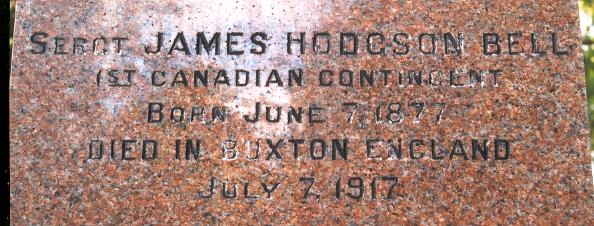 SERGT JAMES HODGSON BELL
1ST CANADIAN CONTINGENT
BORN JUNE 7, 1877
DIED IN BUXTON ENGLAND
JULY 7, 1917